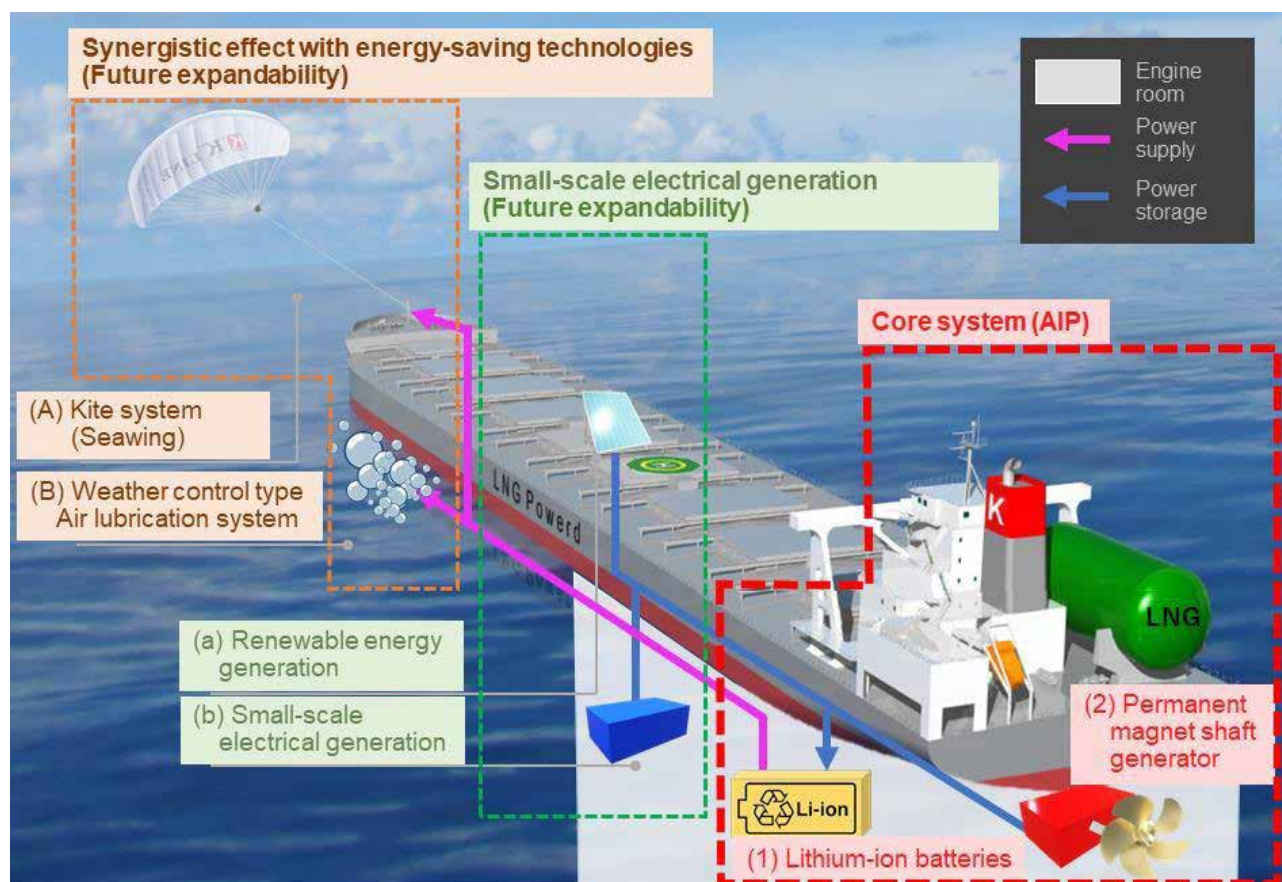 Synergistic effect with energy-saving technologies
(Future expandability)
Engine
room
Power
supply
Power
storage
Small-scale electrical generation
(Future expandability)
Core system (AIP)
(A) Kite system
(Seawing)
(B) Weather control type
Air lubrication system
LNG Powerd
K
LNG
(a) Renewable energy
generation
(b) Small-scale
electrical generation
(2) Permanent
magnet shaft
generator
Li-ion
(1) Lithium-ion batteries